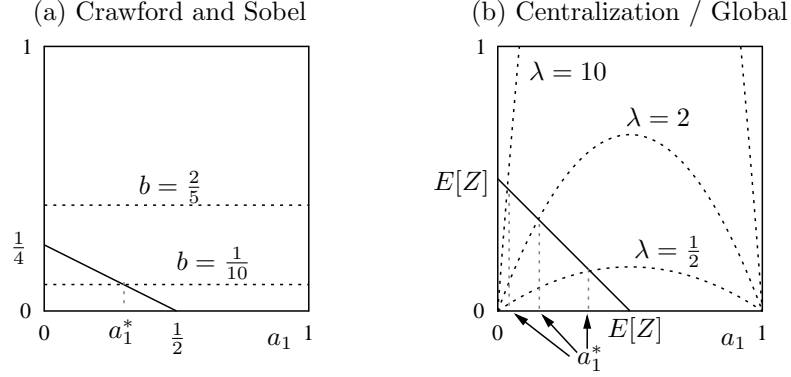 (a) Crawford and Sobel
1
b = 2/5
1/4
b = 1/10
0
0
a₁*
1/2
a₁
1
(b) Centralization / Global
1
λ = 10
λ = 2
E[Z]
λ = 1/2
0
0
E[Z]
a₁
1
a₁*